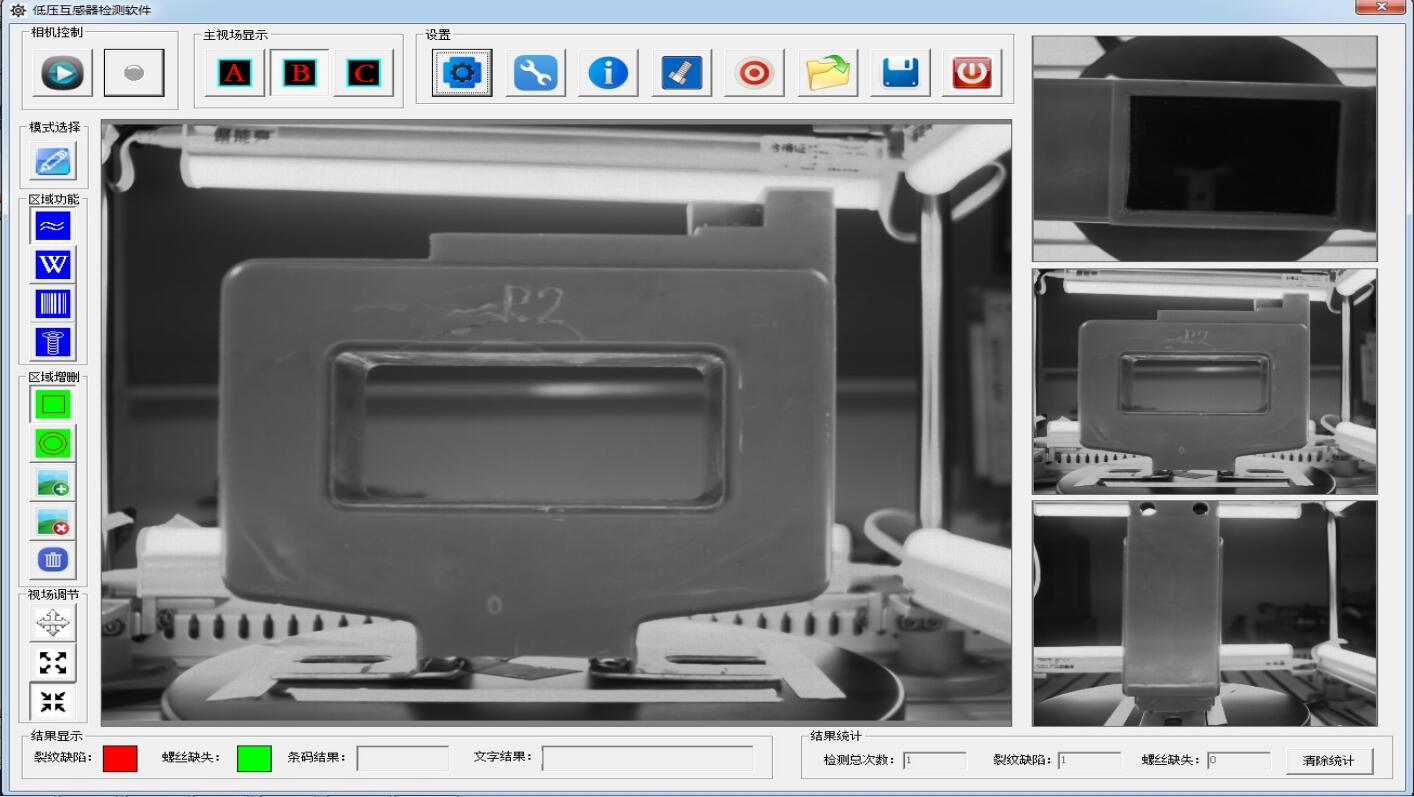 低压互感器检测软件
相机控制
主视场显示
设置
A B C
模式选择
区域功能
W
区域增删
视场调节
P.2
0
结果显示
裂纹缺陷：
螺丝缺失：
条码结果：
文字结果：
结果统计
检测总次数： 1
裂纹缺陷： 1
螺丝缺失： 0
清除统计